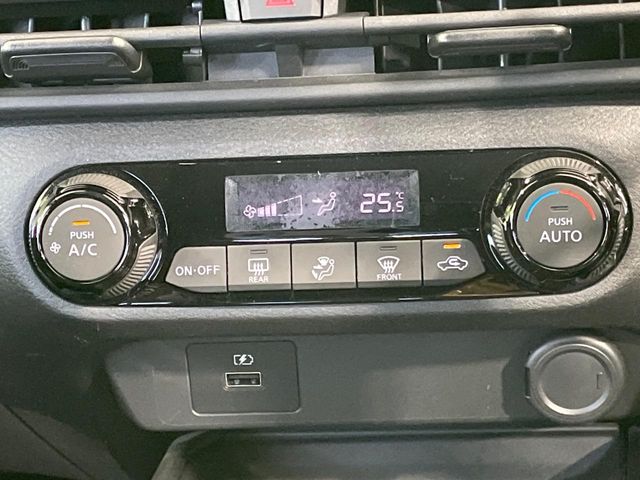 25.5 °C
PUSH
A/C
PUSH
AUTO
ON·OFF
REAR
FRONT